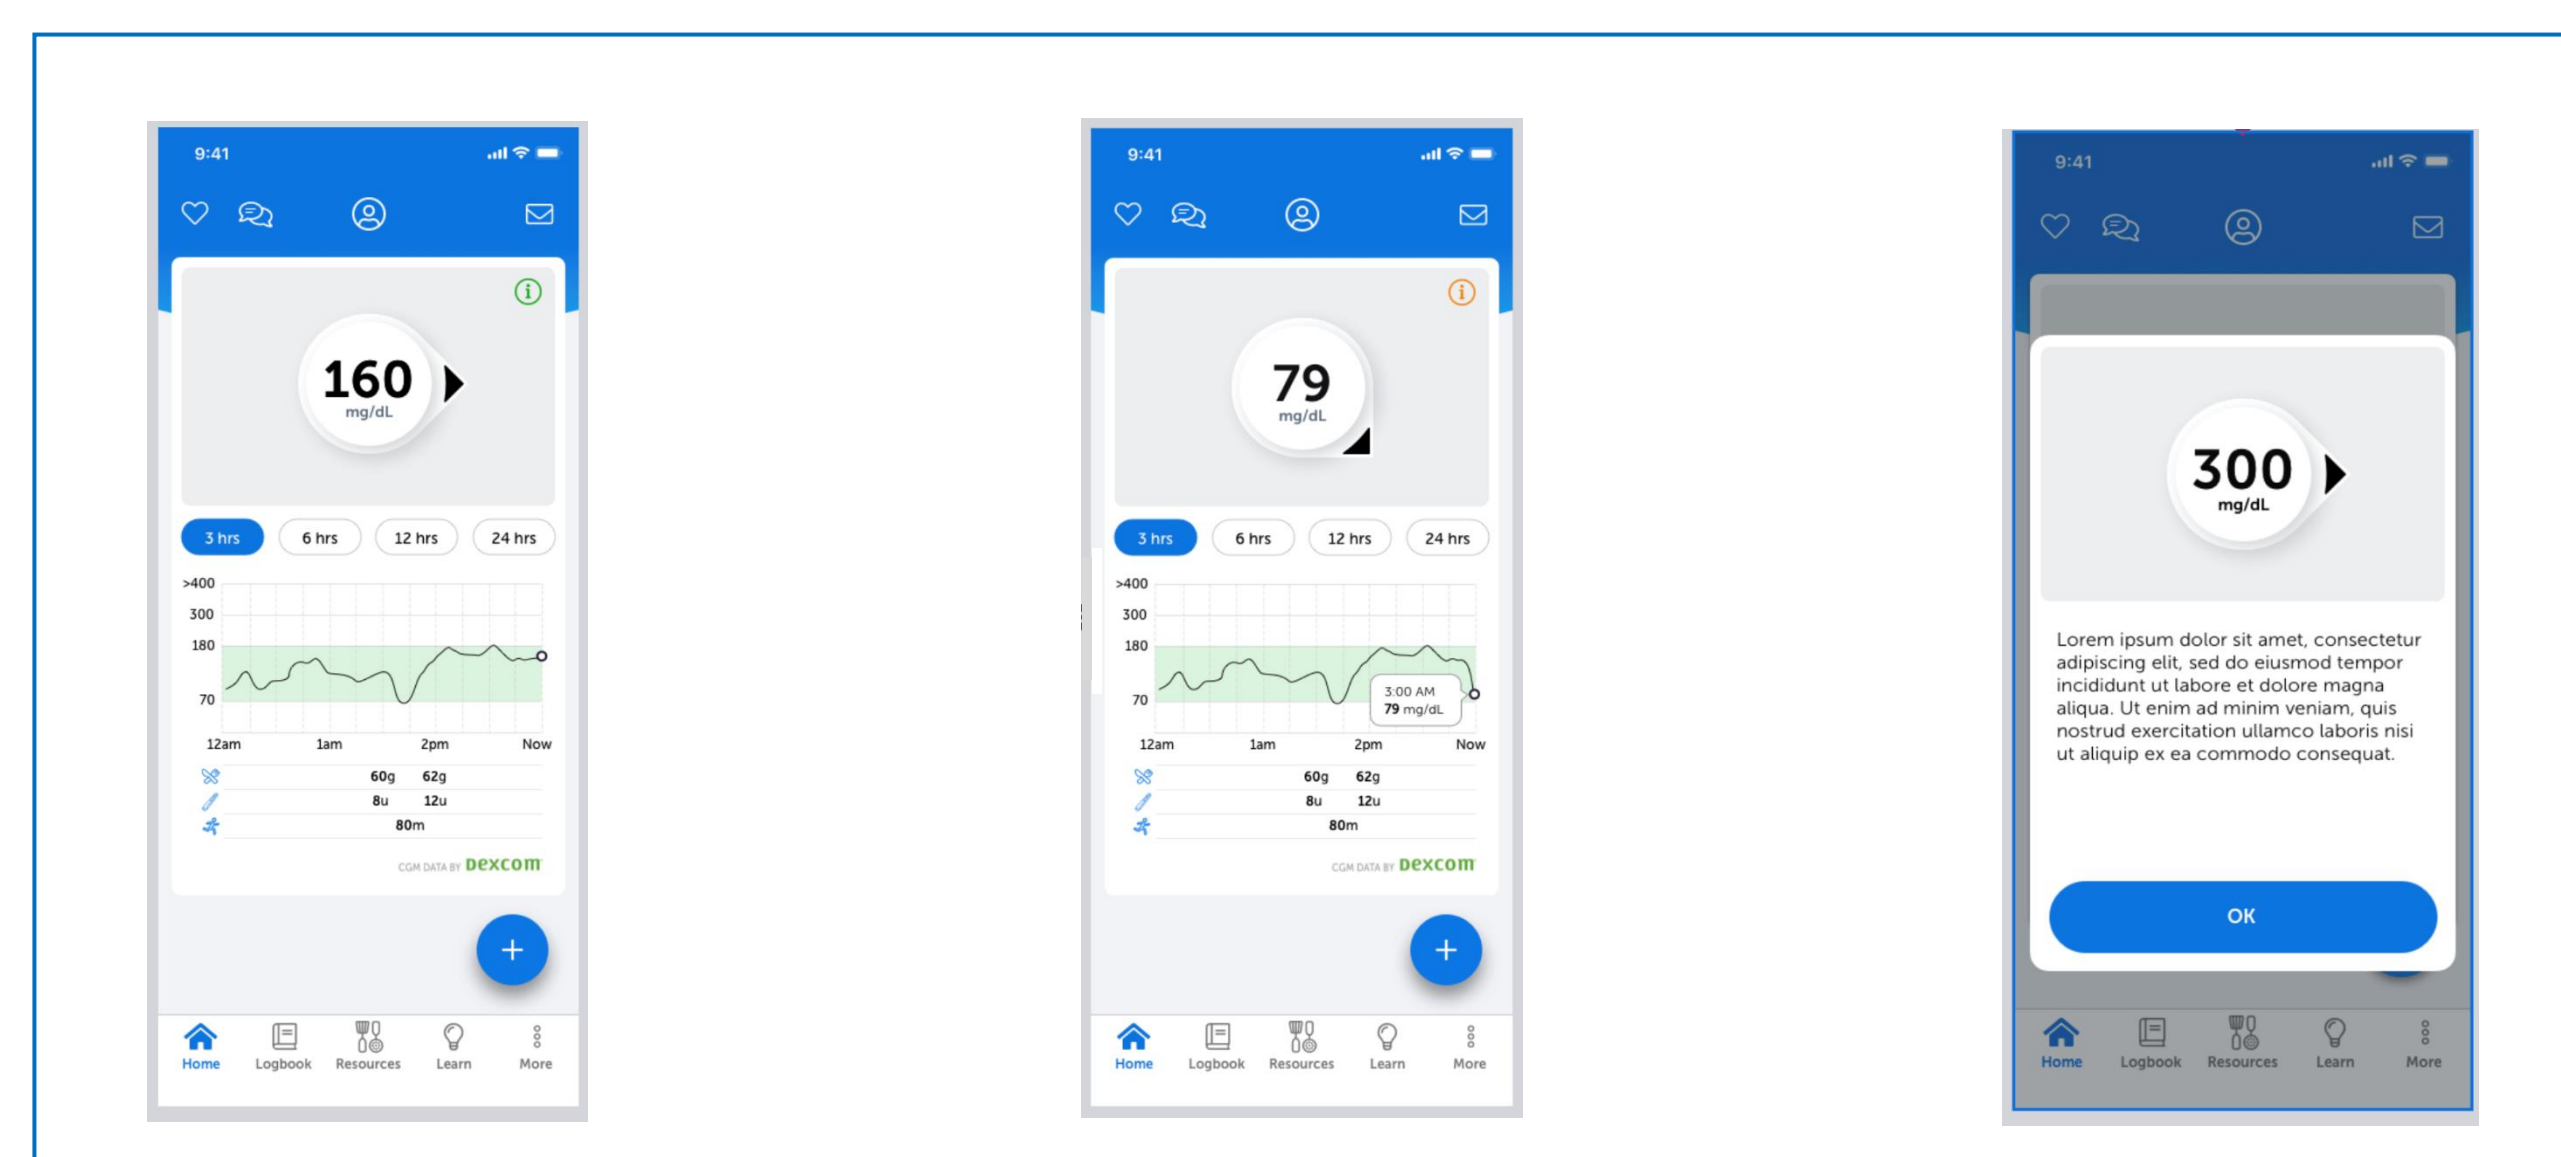 9:41
160
mg/dL
3 hrs 6 hrs 12 hrs 24 hrs
>400
300
180
70
12am 1am 2pm Now
60g 62g
8u 12u
80m
CGM DATA BY Dexcom
+
Home Logbook Resources Learn More
9:41
79
mg/dL
3 hrs 6 hrs 12 hrs 24 hrs
>400
300
180
70
3:00 AM
79 mg/dL
12am 1am 2pm Now
60g 62g
8u 12u
80m
CGM DATA BY Dexcom
+
Home Logbook Resources Learn More
9:41
300
mg/dL
Lorem ipsum dolor sit amet, consectetur
adipiscing elit, sed do eiusmod tempor
incididunt ut labore et dolore magna
aliqua. Ut enim ad minim veniam, quis
nostrud exercitation ullamco laboris nisi
ut aliquip ex ea commodo consequat.
OK
Home Logbook Resources Learn More